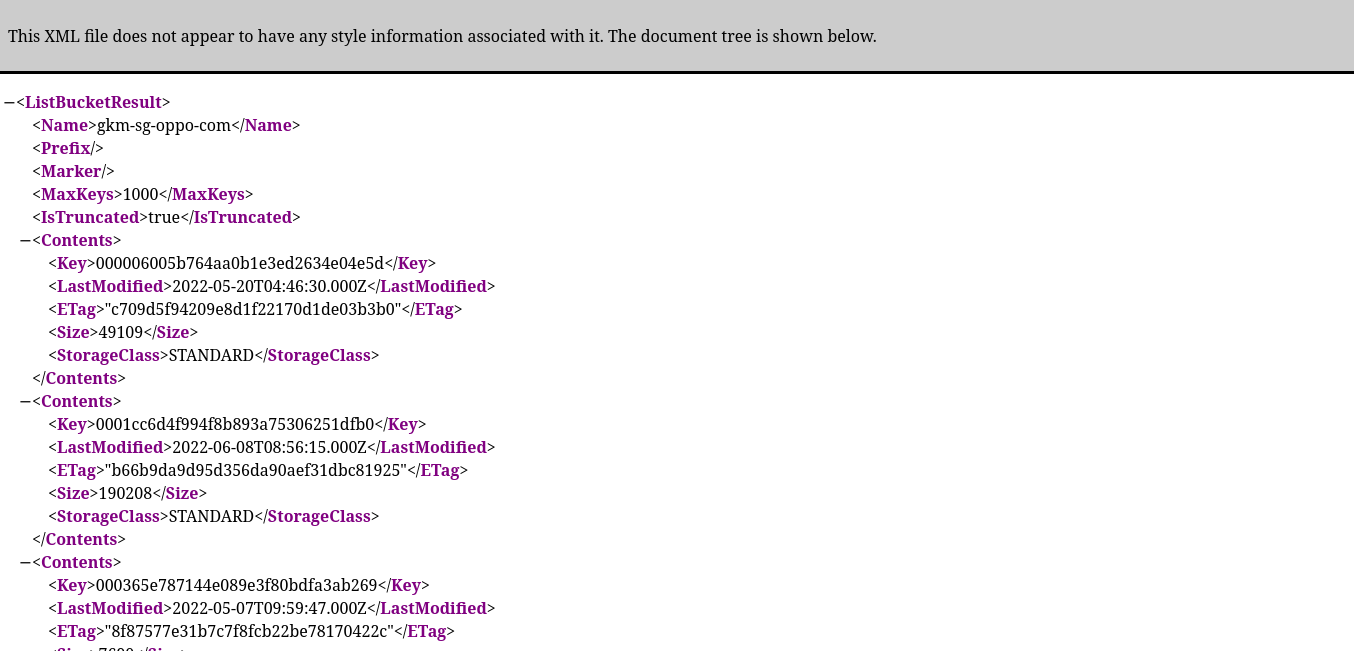 This XML file does not appear to have any style information associated with it. The document tree is shown below.
−<ListBucketResult>
<Name>gkm-sg-oppo-com</Name>
<Prefix/>
<Marker/>
<MaxKeys>1000</MaxKeys>
<IsTruncated>true</IsTruncated>
−<Contents>
<Key>000006005b764aa0b1e3ed2634e04e5d</Key>
<LastModified>2022-05-20T04:46:30.000Z</LastModified>
<ETag>"c709d5f94209e8d1f22170d1de03b3b0"</ETag>
<Size>49109</Size>
<StorageClass>STANDARD</StorageClass>
</Contents>
−<Contents>
<Key>0001cc6d4f994f8b893a75306251dfb0</Key>
<LastModified>2022-06-08T08:56:15.000Z</LastModified>
<ETag>"b66b9da9d95d356da90aef31dbc81925"</ETag>
<Size>190208</Size>
<StorageClass>STANDARD</StorageClass>
</Contents>
−<Contents>
<Key>000365e787144e089e3f80bdfa3ab269</Key>
<LastModified>2022-05-07T09:59:47.000Z</LastModified>
<ETag>"8f87577e31b7c7f8fcb22be78170422c"</ETag>